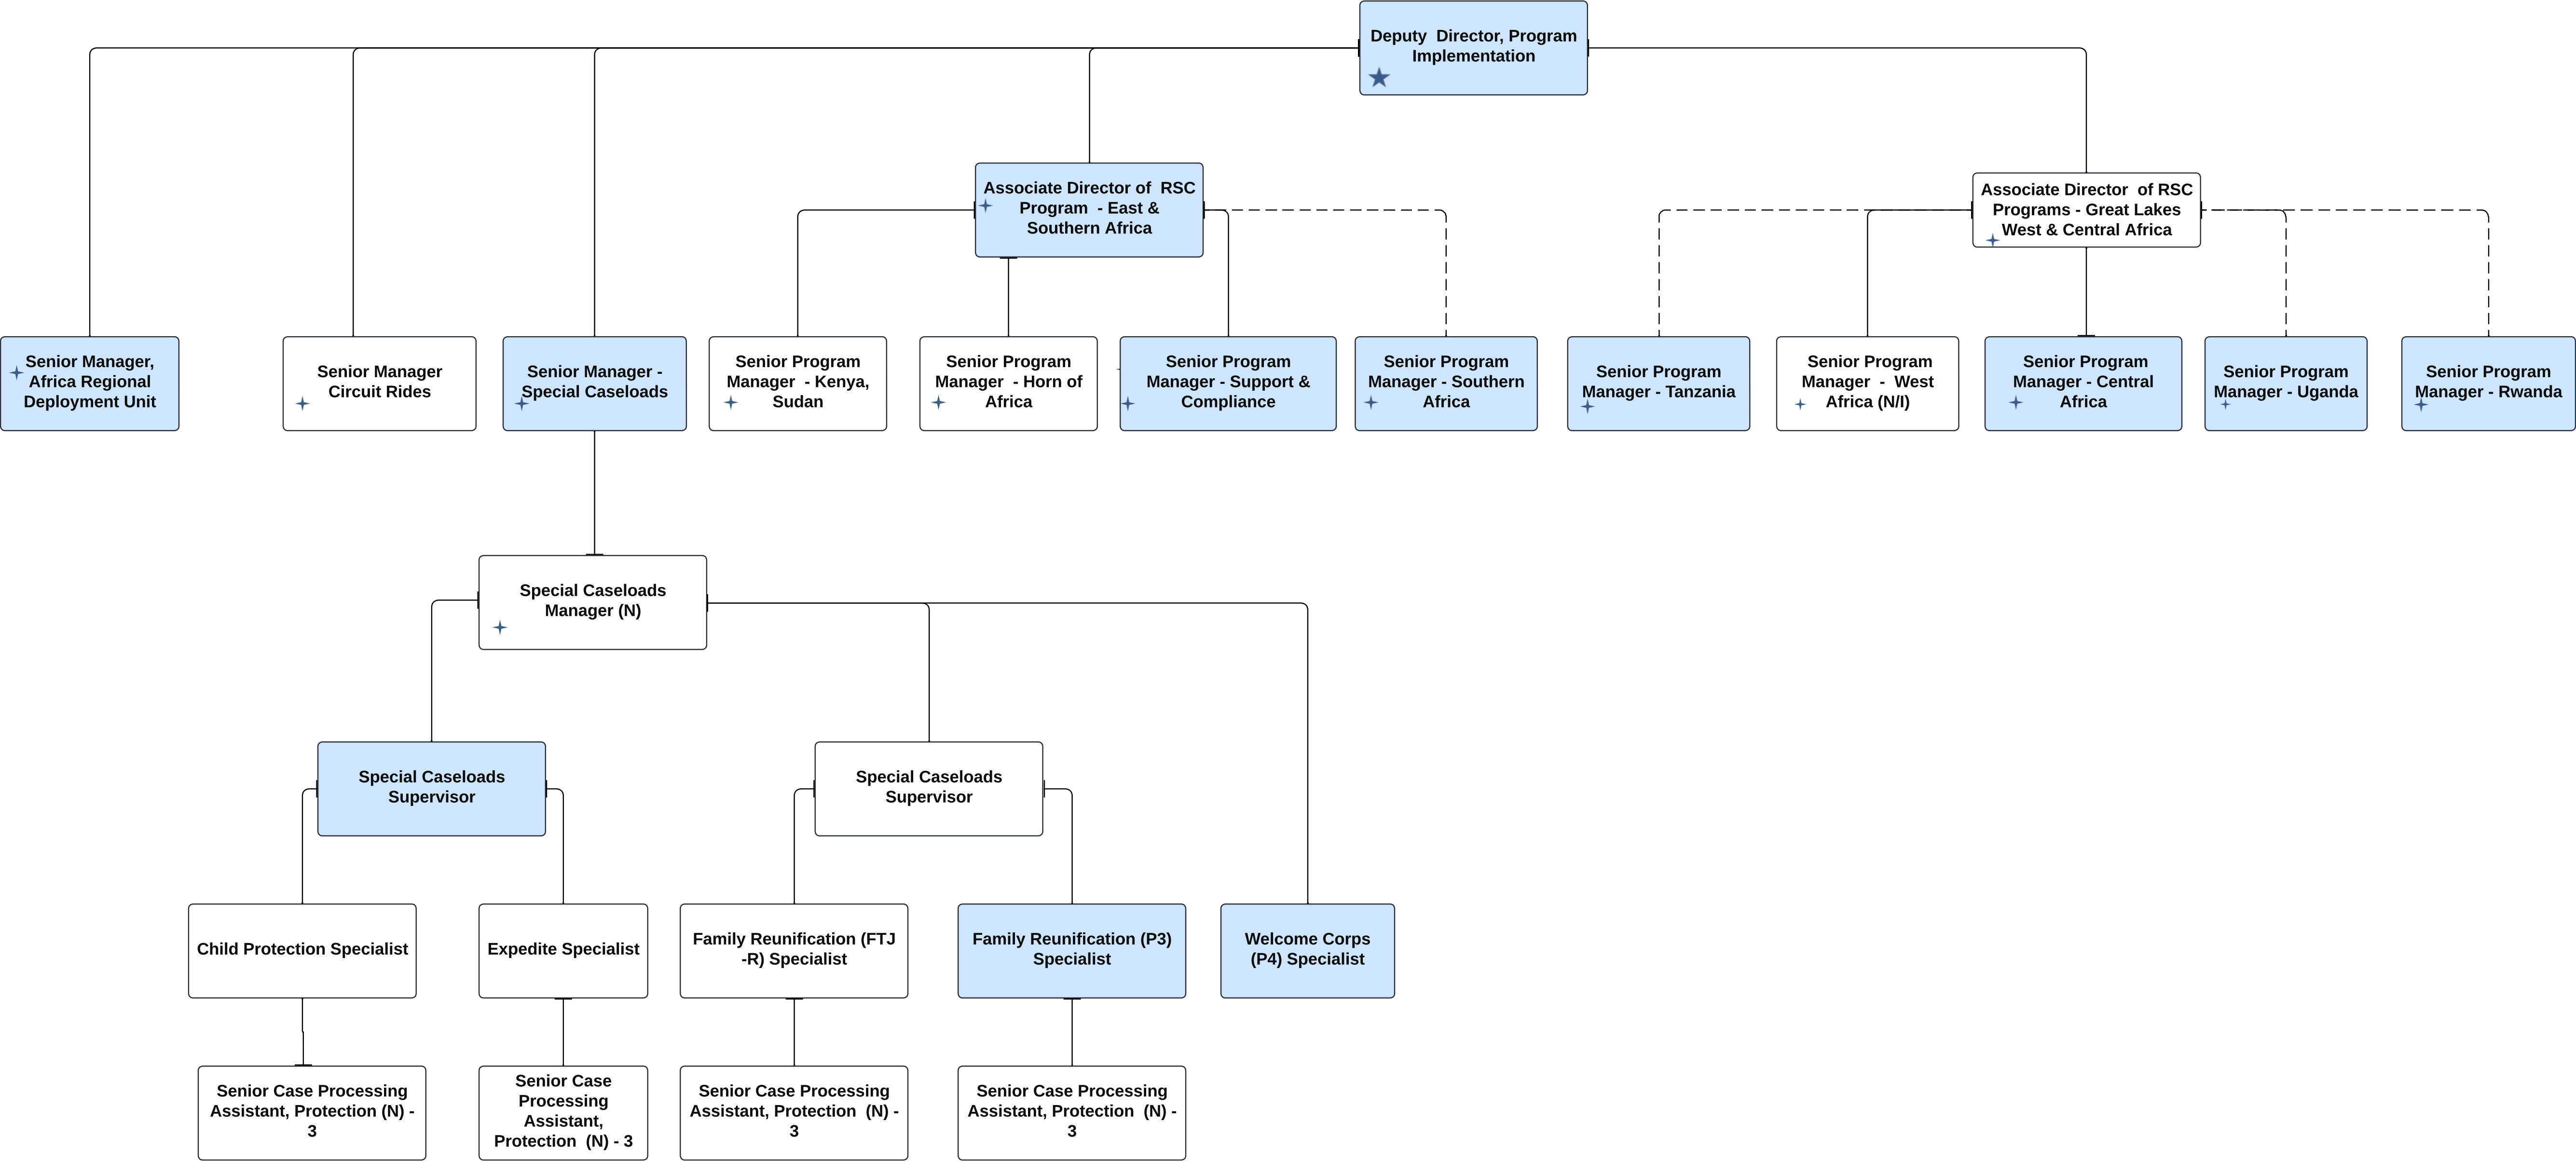 Deputy  Director, Program
Implementation
Associate Director of  RSC
Program  - East &
Southern Africa
Associate Director  of RSC
Programs - Great Lakes
West & Central Africa
Senior Manager,
Africa Regional
Deployment Unit
Senior Manager
Circuit Rides
Senior Manager -
Special Caseloads
Senior Program
Manager  - Kenya,
Sudan
Senior Program
Manager  - Horn of
Africa
Senior Program
Manager - Support &
Compliance
Senior Program
Manager - Southern
Africa
Senior Program
Manager - Tanzania
Senior Program
Manager  -  West
Africa (N/I)
Senior Program
Manager - Central
Africa
Senior Program
Manager - Uganda
Senior Program
Manager - Rwanda
Special Caseloads
Manager (N)
Special Caseloads
Supervisor
Special Caseloads
Supervisor
Child Protection Specialist
Expedite Specialist
Family Reunification (FTJ
-R) Specialist
Family Reunification (P3)
Specialist
Welcome Corps
(P4) Specialist
Senior Case Processing
Assistant, Protection (N) -
3
Senior Case
Processing
Assistant,
Protection  (N) - 3
Senior Case Processing
Assistant, Protection  (N) -
3
Senior Case Processing
Assistant, Protection  (N) -
3